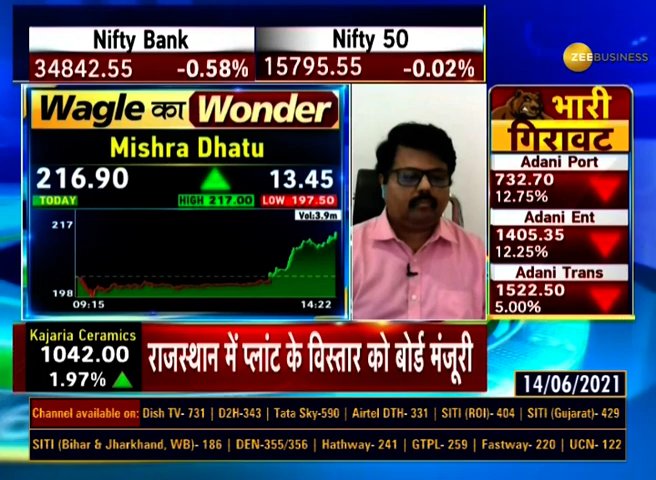 Nifty Bank
34842.55 -0.58%
Nifty 50
15795.55 -0.02%
ZEE BUSINESS
Wagle का Wonder
Mishra Dhatu
216.90 13.45
TODAY HIGH 217.00 LOW 197.50
Vol:3.9m
217
198
09:15 14:22
भारी
गिरावट
Adani Port
732.70
12.75%
Adani Ent
1405.35
12.25%
Adani Trans
1522.50
5.00%
Kajaria Ceramics
1042.00
1.97%
राजस्थान में प्लांट के विस्तार को बोर्ड मंजूरी
14/06/2021
Channel available on: Dish TV- 731 | D2H-343 | Tata Sky-590 | Airtel DTH- 331 | SITI (ROI)- 404 | SITI (Gujarat)- 429
SITI (Bihar & Jharkhand, WB)- 186 | DEN-355/356 | Hathway- 241 | GTPL- 259 | Fastway- 220 | UCN- 122